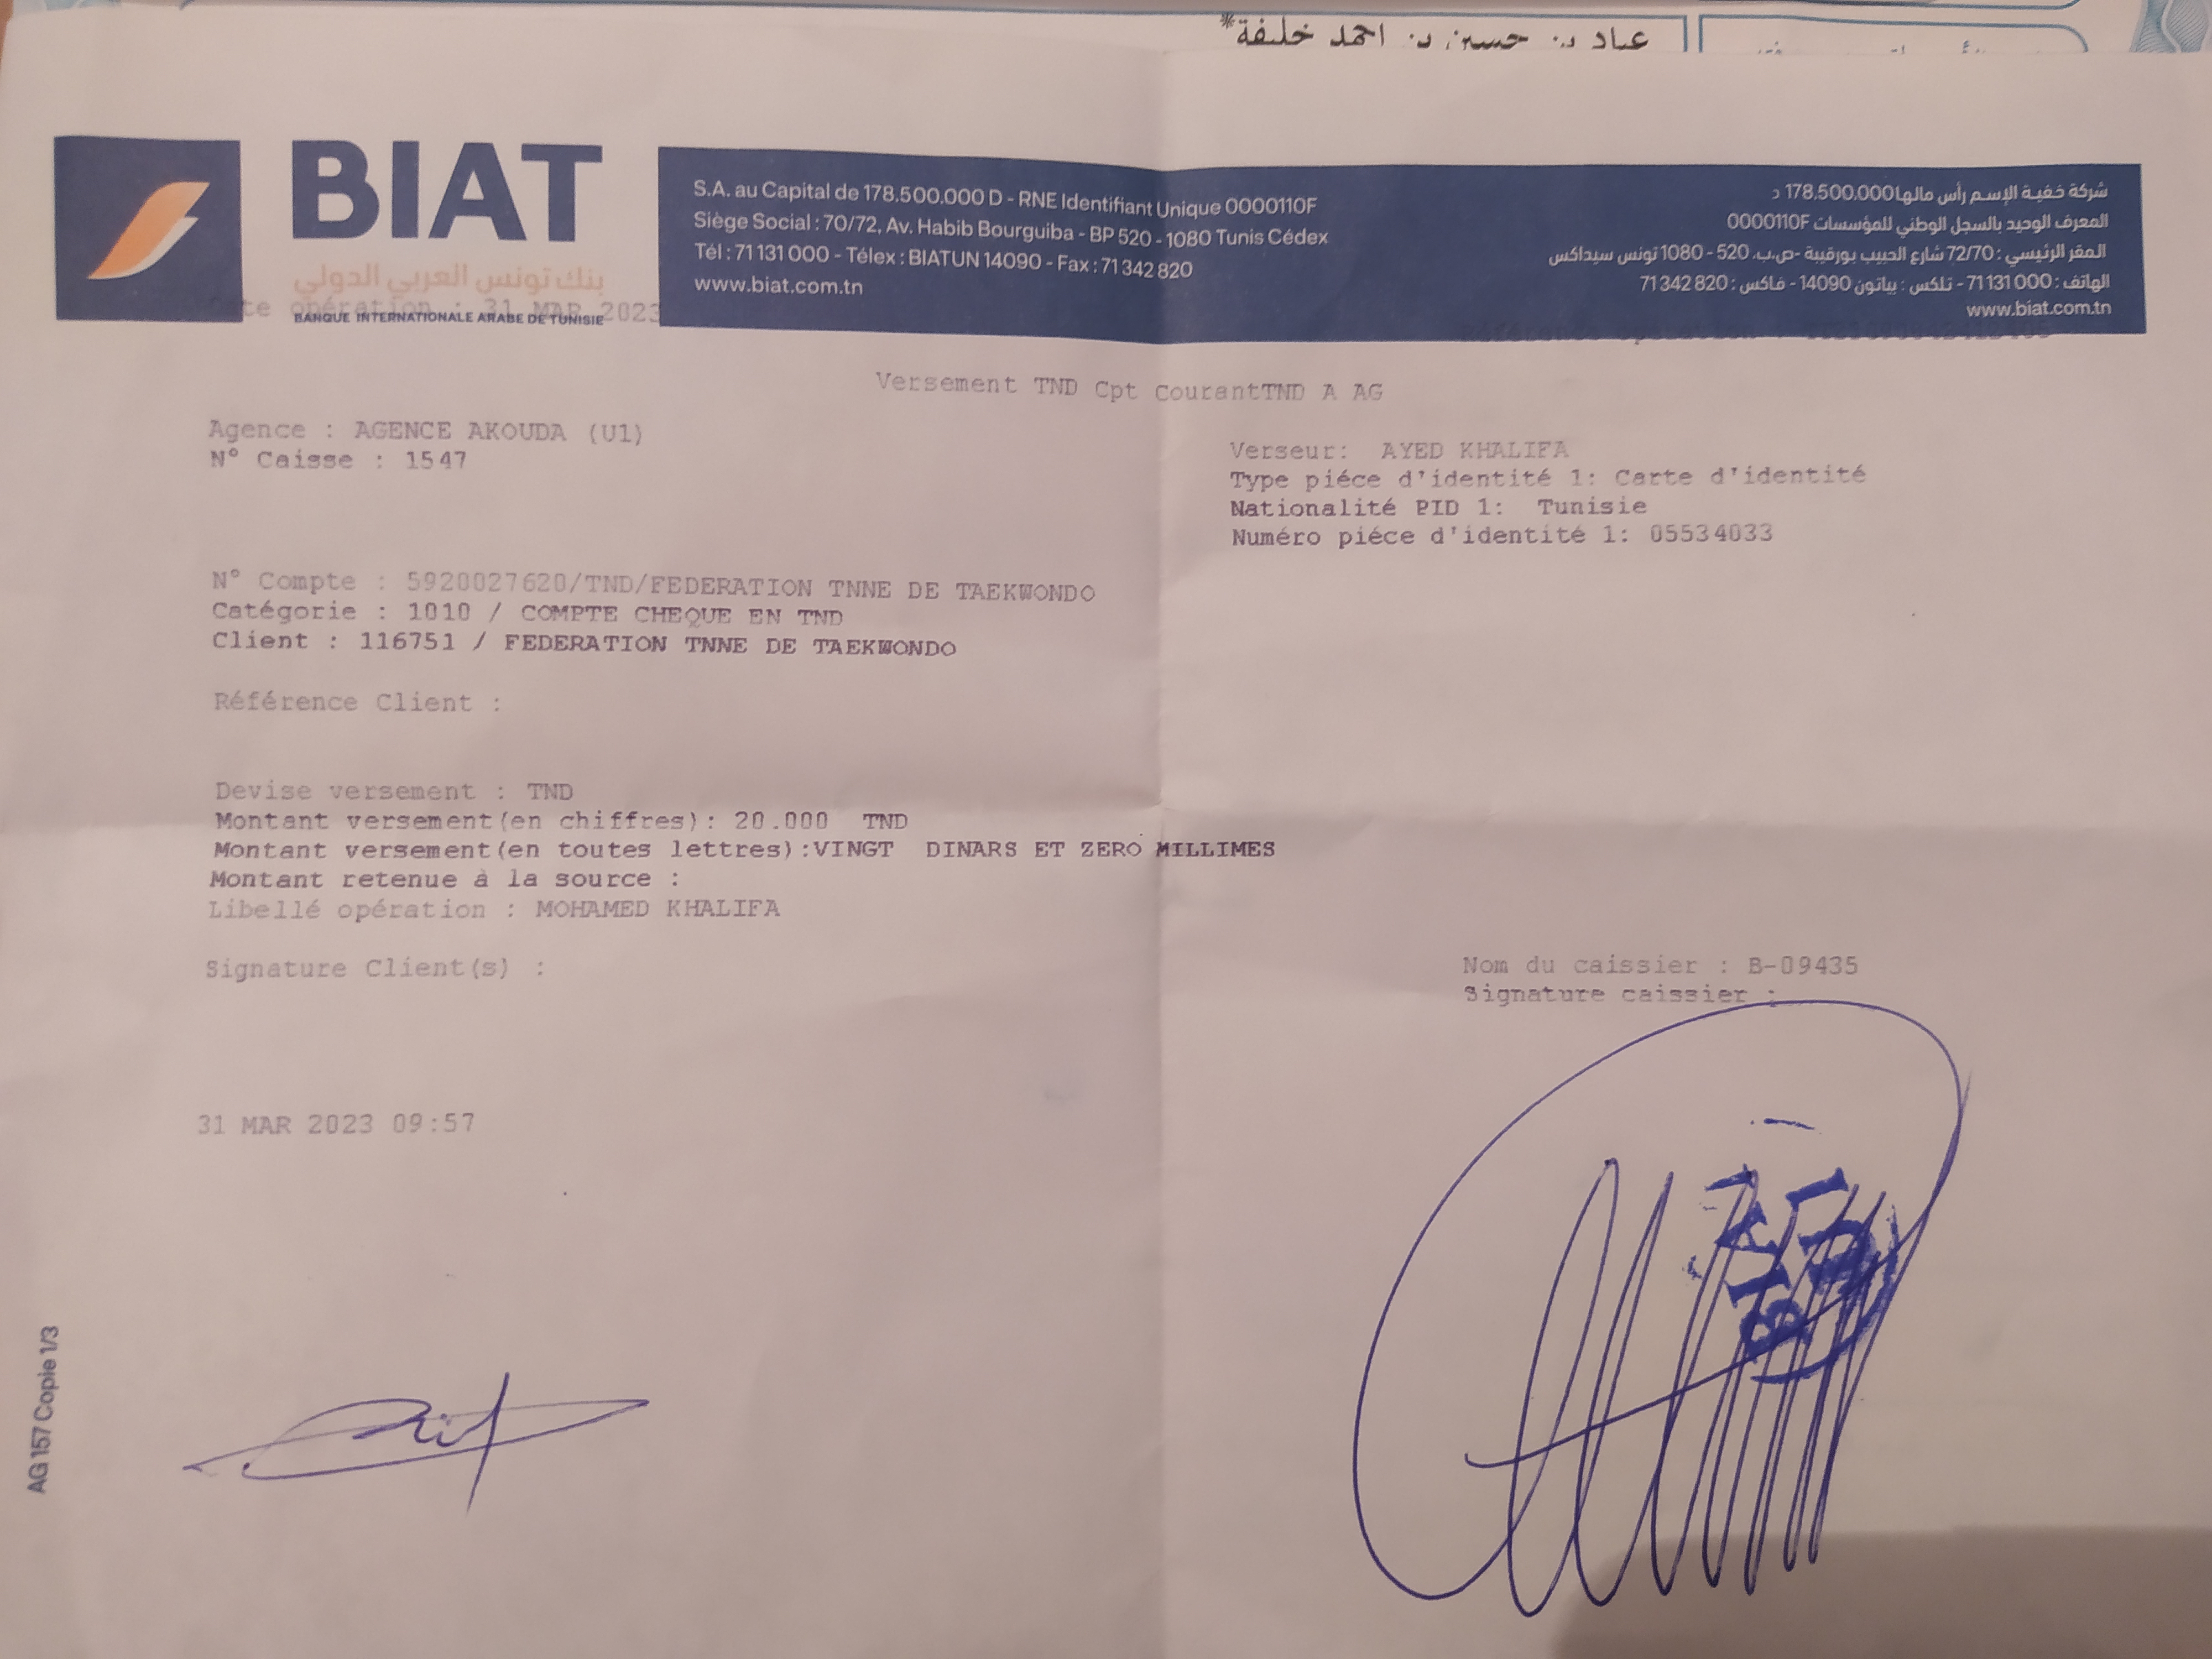 احمد خليفة*
BIAT
بنك تونس العربي الدولي
BANQUE INTERNATIONALE ARABE DE TUNISIE
opération : 31 MAR 2023
S.A. au Capital de 178.500.000 D - RNE Identifiant Unique 0000110F
Siège Social : 70/72, Av. Habib Bourguiba - BP 520 - 1080 Tunis Cédex
Tél : 71 131 000 - Télex : BIATUN 14090 - Fax : 71 342 820
www.biat.com.tn
شركة خفية الإسم رأس مالها 178.500.000 د
المعرف الوحيد بالسجل الوطني للمؤسسات 0000110F
المقر الرئيسي : 72/70 شارع الحبيب بورقيبة -ص.ب. 520 - 1080 تونس سيداكس
الهاتف : 71 131 000 - تلكس : بياتون 14090 - فاكس : 71 342 820
www.biat.com.tn
Versement TND Cpt CourantTND A AG
Agence : AGENCE AKOUDA (U1)
N° Caisse : 1547
Verseur: AYED KHALIFA
Type piéce d'identité 1: Carte d'identité
Nationalité PID 1: Tunisie
Numéro piéce d'identité 1: 05534033
N° Compte : 5920027620/TND/FEDERATION TNNE DE TAEKWONDO
Catégorie : 1010 / COMPTE CHEQUE EN TND
Client : 116751 / FEDERATION TNNE DE TAEKWONDO
Référence Client :
Devise versement : TND
Montant versement(en chiffres): 20.000 TND
Montant versement(en toutes lettres):VINGT DINARS ET ZERO MILLIMES
Montant retenue à la source :
Libellé opération : MOHAMED KHALIFA
Signature Client(s) :
Nom du caissier : B-09435
Signature caissier :
31 MAR 2023 09:57
AG 157 Copie 1/3